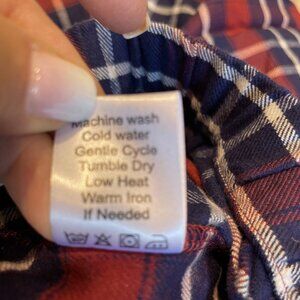 Machine wash
Cold water
Gentle Cycle
Tumble Dry
Low Heat
Warm Iron
If Needed